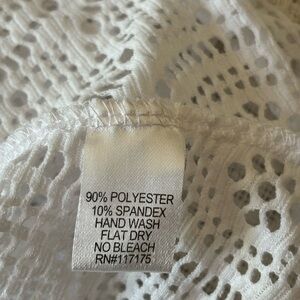 90% POLYESTER
10% SPANDEX
HAND WASH
FLAT DRY
NO BLEACH
RN#117175